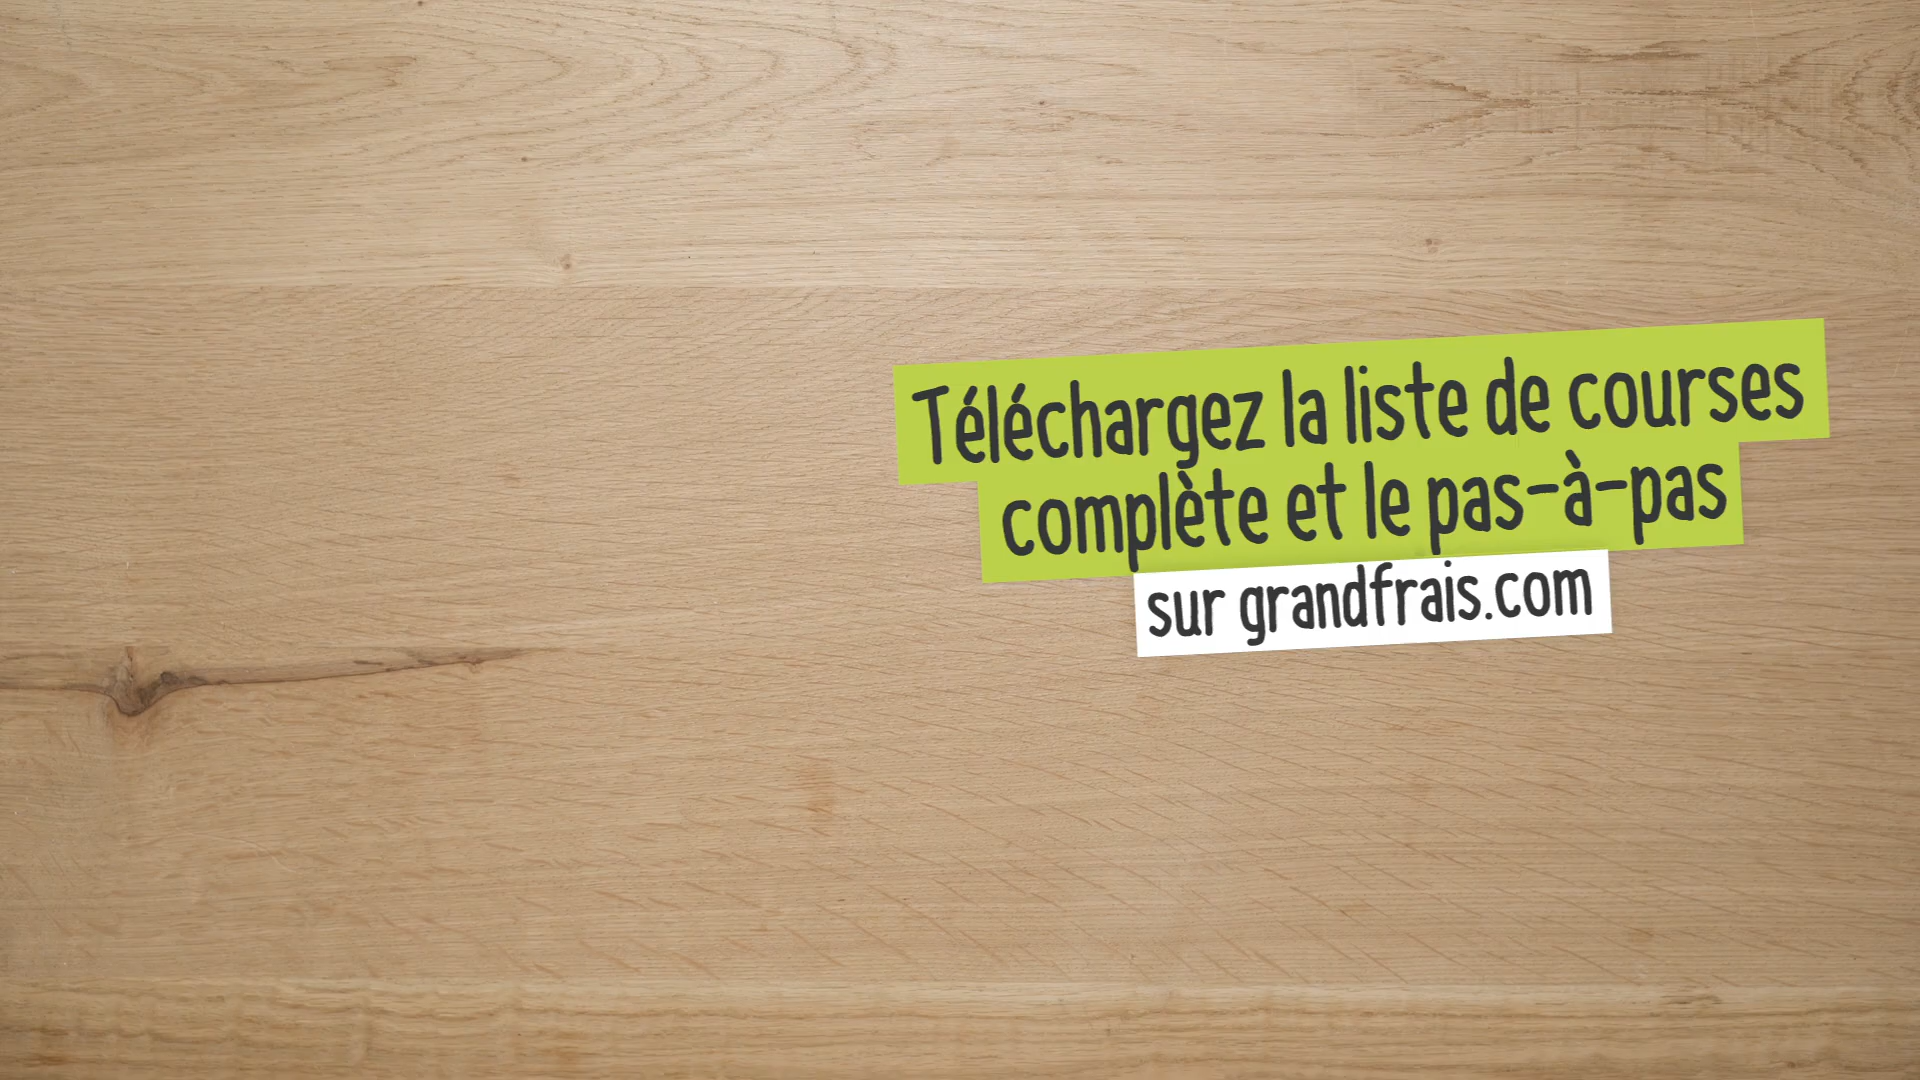 Téléchargez la liste de courses
complète et le pas-à-pas
sur grandfrais.com